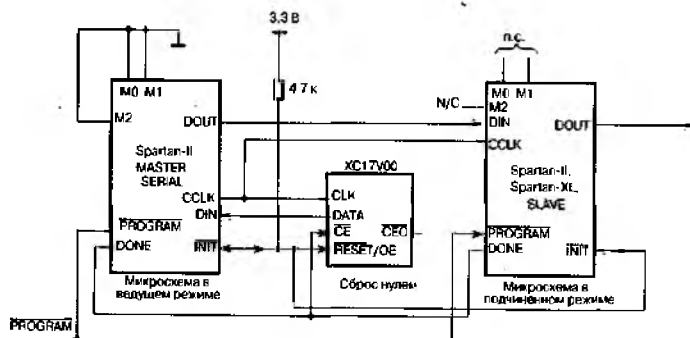 3,3 В
n.c.
M0 M1
4 7 к
M0 M1
M2
DOUT
N/C
M2
DIN
DOUT
Spartan-II
MASTER
SERIAL
XC17V00
CCLK
Spartan-II,
Spartan-XL,
SLAVE
CCLK
CLK
DIN
DATA
PROGRAM
CE
CEO
PROGRAM
DONE
INIT
RESET/OE
DONE
INIT
Микросхема в
ведущем режиме
Сброс нулем
Микросхема в
подчиненном режиме
PROGRAM